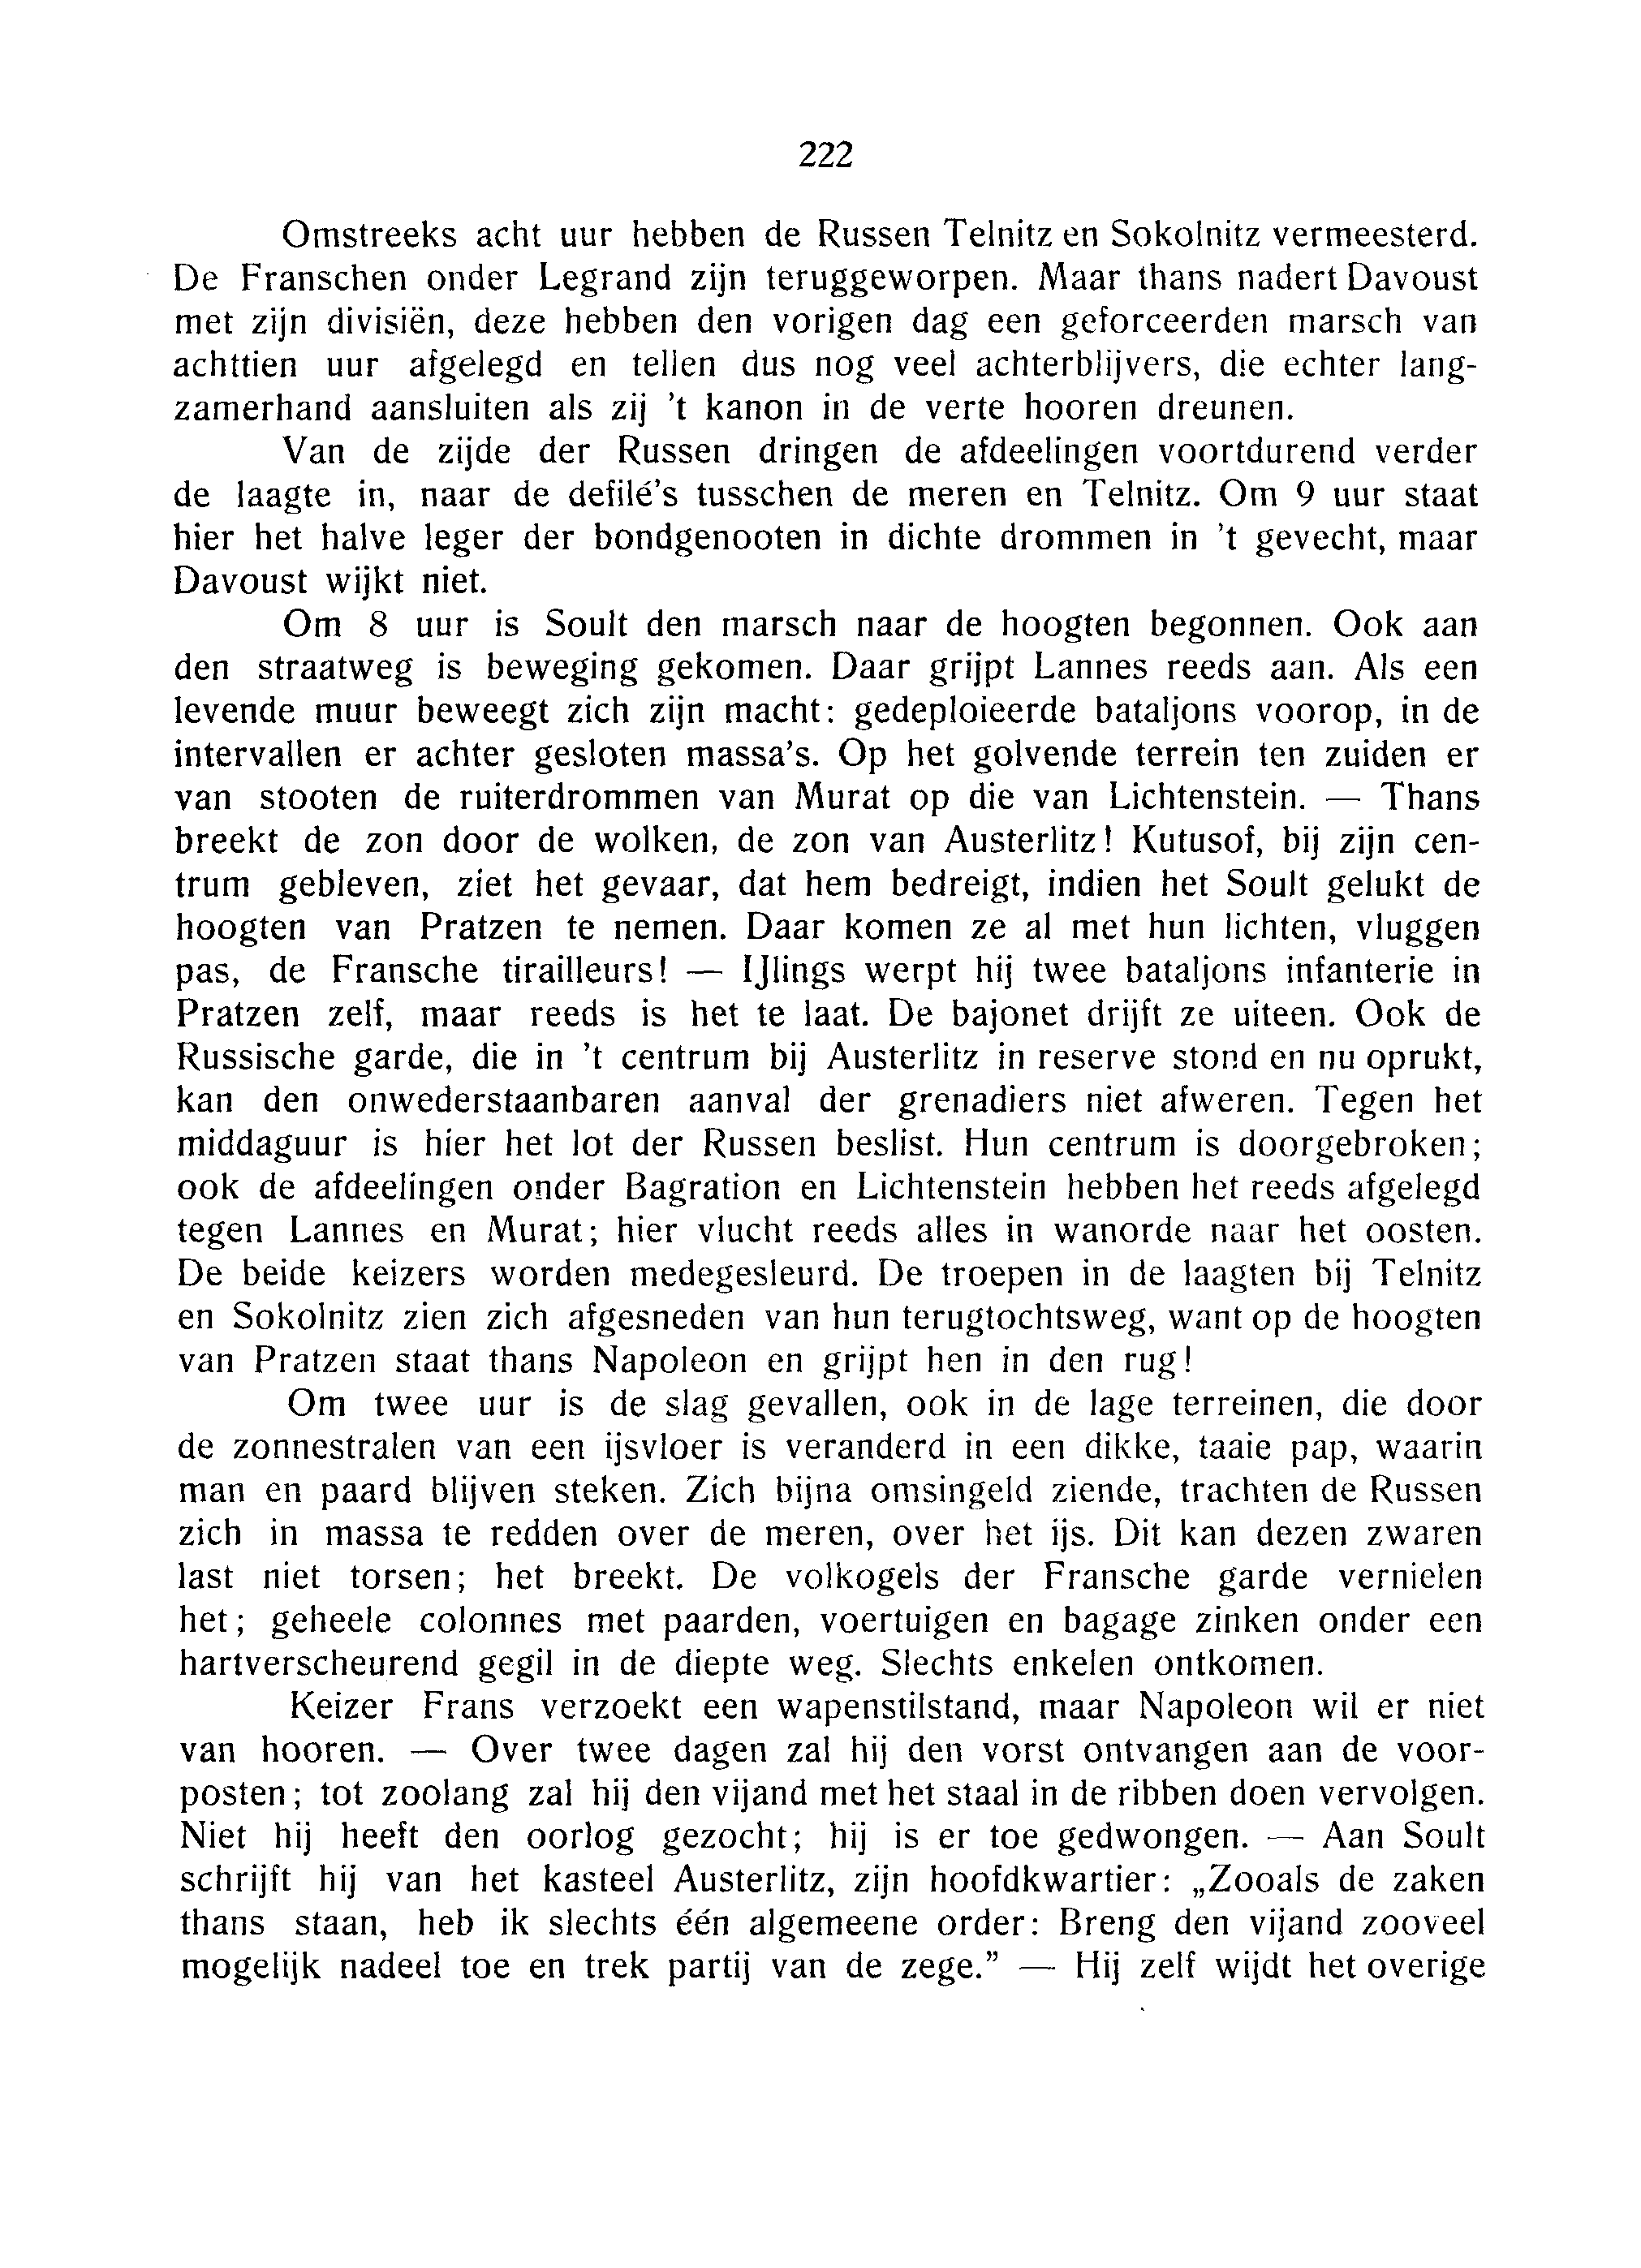 222
Omstreeks acht uur hebben de Russen Telnitz en Sokolnitz vermeesterd.
De Franschen onder Legrand zijn teruggeworpen. Maar thans nadert Davoust
met zijn divisiën, deze hebben den vorigen dag een geforceerden marsch van
achttien uur afgelegd en tellen dus nog veel achterblijvers, die echter lang-
zamerhand aansluiten als zij ’t kanon in de verte hooren dreunen.
Van de zijde der Russen dringen de afdeelingen voortdurend verder
de laagte in, naar de defilé’s tusschen de meren en Telnitz. Om 9 uur staat
hier het halve leger der bondgenooten in dichte drommen in ’t gevecht, maar
Davoust wijkt niet.
Om 8 uur is Soult den marsch naar de hoogten begonnen. Ook aan
den straatweg is beweging gekomen. Daar grijpt Lannes reeds aan. Als een
levende muur beweegt zich zijn macht: gedeploieerde bataljons voorop, in de
intervallen er achter gesloten massa’s. Op het golvende terrein ten zuiden er
van stooten de ruiterdrommen van Murat op die van Lichtenstein. — Thans
breekt de zon door de wolken, de zon van Austerlitz! Kutusof, bij zijn cen-
trum gebleven, ziet het gevaar, dat hem bedreigt, indien het Soult gelukt de
hoogten van Pratzen te nemen. Daar komen ze al met hun lichten, vluggen
pas, de Fransche tirailleurs! — IJlings werpt hij twee bataljons infanterie in
Pratzen zelf, maar reeds is het te laat. De bajonet drijft ze uiteen. Ook de
Russische garde, die in ’t centrum bij Austerlitz in reserve stond en nu oprukt,
kan den onwederstaanbaren aanval der grenadiers niet afweren. Tegen het
middaguur is hier het lot der Russen beslist. Hun centrum is doorgebroken;
ook de afdeelingen onder Bagration en Lichtenstein hebben het reeds afgelegd
tegen Lannes en Murat; hier vlucht reeds alles in wanorde naar het oosten.
De beide keizers worden medegesleurd. De troepen in de laagten bij Telnitz
en Sokolnitz zien zich afgesneden van hun terugtochtsweg, want op de hoogten
van Pratzen staat thans Napoleon en grijpt hen in den rug!
Om twee uur is de slag gevallen, ook in de lage terreinen, die door
de zonnestralen van een ijsvloer is veranderd in een dikke, taaie pap, waarin
man en paard blijven steken. Zich bijna omsingeld ziende, trachten de Russen
zich in massa te redden over de meren, over het ijs. Dit kan dezen zwaren
last niet torsen; het breekt. De volkogels der Fransche garde vernielen
het; geheele colonnes met paarden, voertuigen en bagage zinken onder een
hartverscheurend gegil in de diepte weg. Slechts enkelen ontkomen.
Keizer Frans verzoekt een wapenstilstand, maar Napoleon wil er niet
van hooren. — Over twee dagen zal hij den vorst ontvangen aan de voor-
posten; tot zoolang zal hij den vijand met het staal in de ribben doen vervolgen.
Niet hij heeft den oorlog gezocht; hij is er toe gedwongen. — Aan Soult
schrijft hij van het kasteel Austerlitz, zijn hoofdkwartier: „Zooals de zaken
thans staan, heb ik slechts één algemeene order: Breng den vijand zooveel
mogelijk nadeel toe en trek partij van de zege.” — Hij zelf wijdt het overige